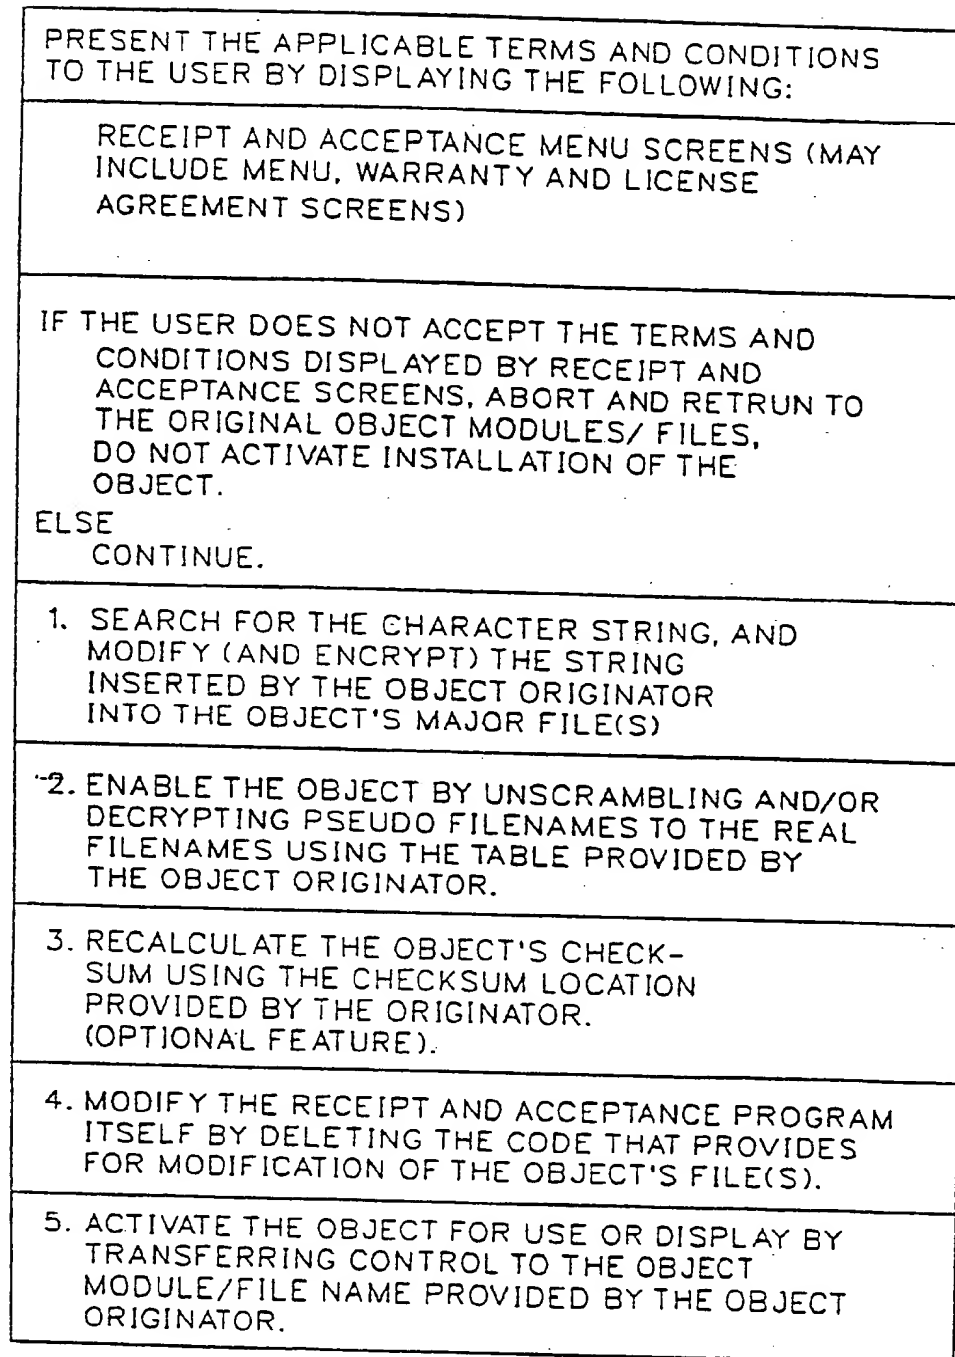 PRESENT THE APPLICABLE TERMS AND CONDITIONS
TO THE USER BY DISPLAYING THE FOLLOWING:
RECEIPT AND ACCEPTANCE MENU SCREENS (MAY
INCLUDE MENU, WARRANTY AND LICENSE
AGREEMENT SCREENS)
IF THE USER DOES NOT ACCEPT THE TERMS AND
CONDITIONS DISPLAYED BY RECEIPT AND
ACCEPTANCE SCREENS, ABORT AND RETRUN TO
THE ORIGINAL OBJECT MODULES/ FILES,
DO NOT ACTIVATE INSTALLATION OF THE
OBJECT.
ELSE
CONTINUE.
1. SEARCH FOR THE CHARACTER STRING, AND
MODIFY (AND ENCRYPT) THE STRING
INSERTED BY THE OBJECT ORIGINATOR
INTO THE OBJECT'S MAJOR FILE(S)
2. ENABLE THE OBJECT BY UNSCRAMBLING AND/OR
DECRYPTING PSEUDO FILENAMES TO THE REAL
FILENAMES USING THE TABLE PROVIDED BY
THE OBJECT ORIGINATOR.
3. RECALCULATE THE OBJECT'S CHECK-
SUM USING THE CHECKSUM LOCATION
PROVIDED BY THE ORIGINATOR.
(OPTIONAL FEATURE).
4. MODIFY THE RECEIPT AND ACCEPTANCE PROGRAM
ITSELF BY DELETING THE CODE THAT PROVIDES
FOR MODIFICATION OF THE OBJECT'S FILE(S).
5. ACTIVATE THE OBJECT FOR USE OR DISPLAY BY
TRANSFERRING CONTROL TO THE OBJECT
MODULE/FILE NAME PROVIDED BY THE OBJECT
ORIGINATOR.